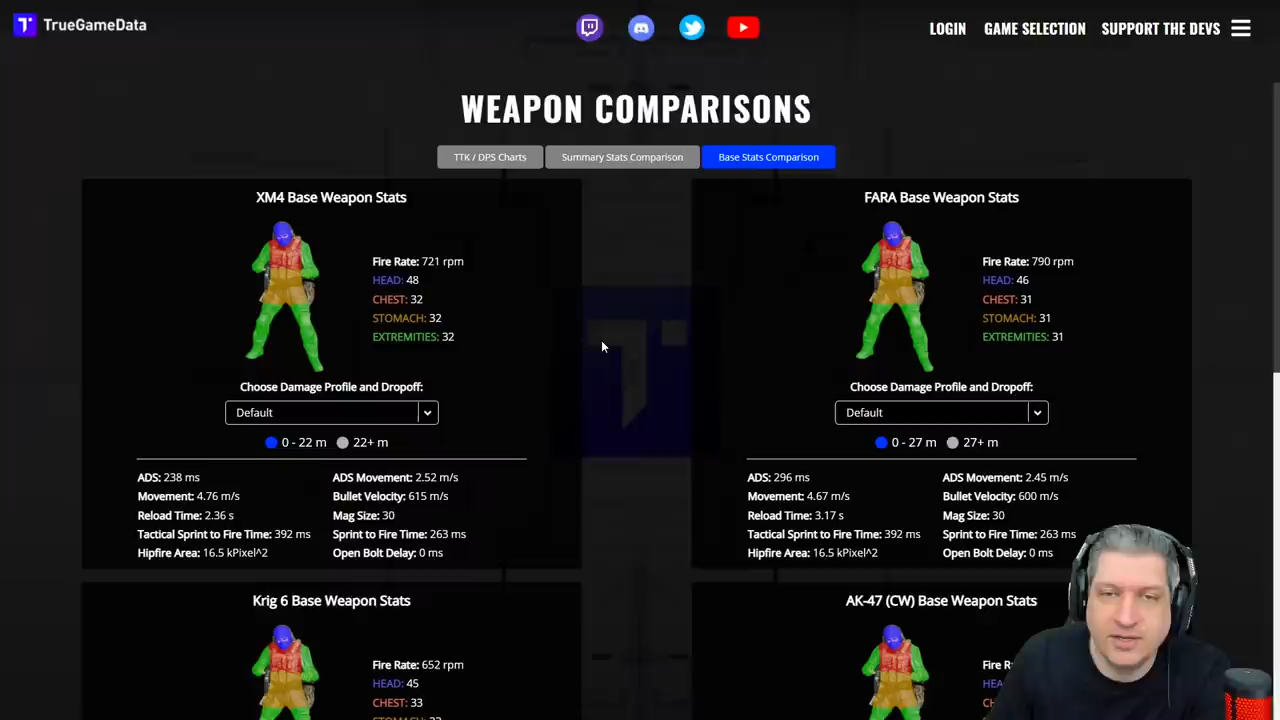 TrueGameData
LOGIN
GAME SELECTION
SUPPORT THE DEVS
WEAPON COMPARISONS
TTK / DPS Charts
Summary Stats Comparison
Base Stats Comparison
XM4 Base Weapon Stats
Fire Rate: 721 rpm
HEAD: 48
CHEST: 32
STOMACH: 32
EXTREMITIES: 32
Choose Damage Profile and Dropoff:
Default
0 - 22 m
22+ m
ADS: 238 ms
ADS Movement: 2.52 m/s
Movement: 4.76 m/s
Bullet Velocity: 615 m/s
Reload Time: 2.36 s
Mag Size: 30
Tactical Sprint to Fire Time: 392 ms
Sprint to Fire Time: 263 ms
Hipfire Area: 16.5 kPixel^2
Open Bolt Delay: 0 ms
FARA Base Weapon Stats
Fire Rate: 790 rpm
HEAD: 46
CHEST: 31
STOMACH: 31
EXTREMITIES: 31
Choose Damage Profile and Dropoff:
Default
0 - 27 m
27+ m
ADS: 296 ms
ADS Movement: 2.45 m/s
Movement: 4.67 m/s
Bullet Velocity: 600 m/s
Reload Time: 3.17 s
Mag Size: 30
Tactical Sprint to Fire Time: 392 ms
Sprint to Fire Time: 263 ms
Hipfire Area: 16.5 kPixel^2
Open Bolt Delay: 0 ms
Krig 6 Base Weapon Stats
Fire Rate: 652 rpm
HEAD: 45
CHEST: 33
AK-47 (CW) Base Weapon Stats
Fire R
HEA
CHE